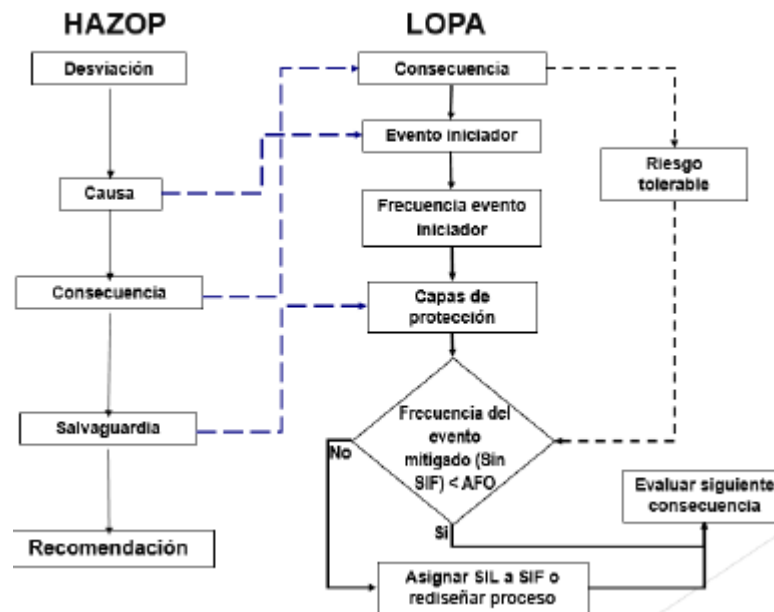 HAZOP
Desviación
Causa
Consecuencia
Salvaguardia
Recomendación
LOPA
Consecuencia
Evento iniciador
Frecuencia evento
iniciador
Capas de
protección
Frecuencia del
evento
mitigado (Sin
SIF) < AFO
No
Si
Riesgo
tolerable
Evaluar siguiente
consecuencia
Asignar SIL a SIF o
rediseñar proceso